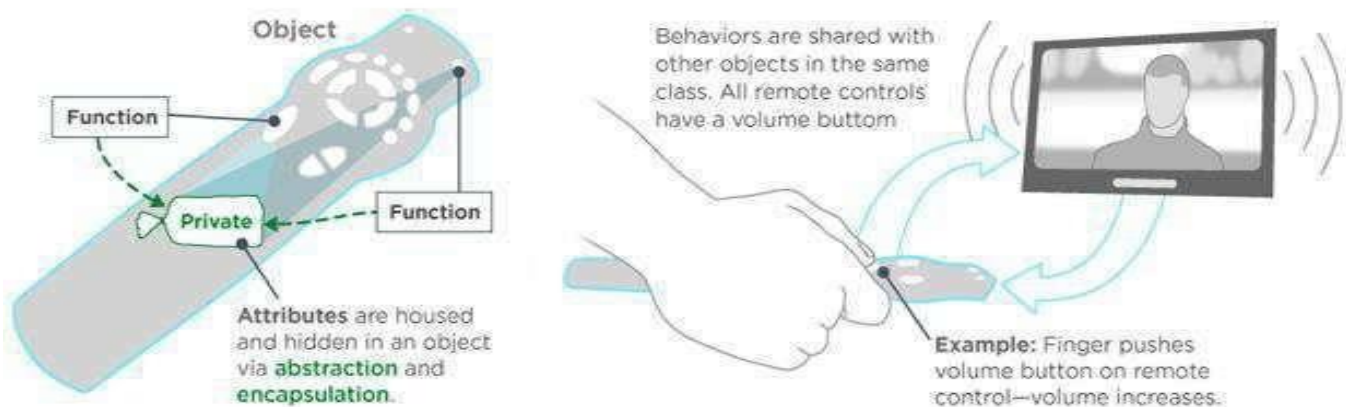 Object
Function
Private
Function
Attributes are housed
and hidden in an object
via abstraction and
encapsulation.
Behaviors are shared with
other objects in the same
class. All remote controls
have a volume buttom
Example: Finger pushes
volume button on remote
control—volume increases.